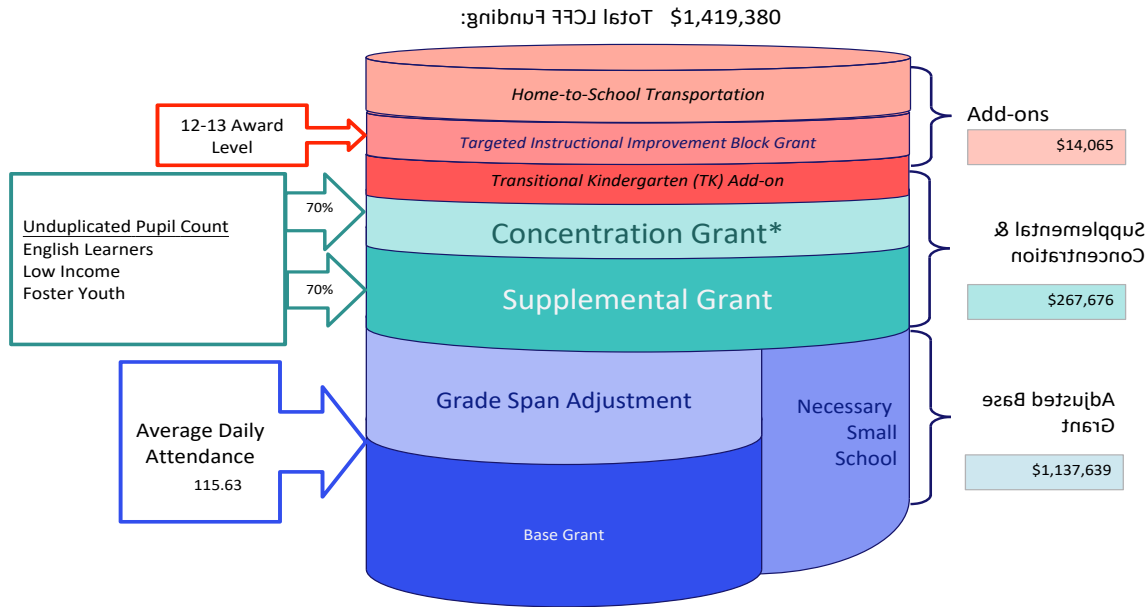 Total LCFF Funding: $1,419,380
Home-to-School Transportation
Add-ons
12-13 Award
Level
Targeted Instructional Improvement Block Grant
$14,065
Transitional Kindergarten (TK) Add-on
70%
Unduplicated Pupil Count
English Learners
Low Income
Foster Youth
Concentration Grant*
Supplemental &
Concentration
70%
Supplemental Grant
$267,676
Grade Span Adjustment
Necessary
Small
School
Adjusted Base
Grant
Average Daily
Attendance
115.63
$1,137,639
Base Grant